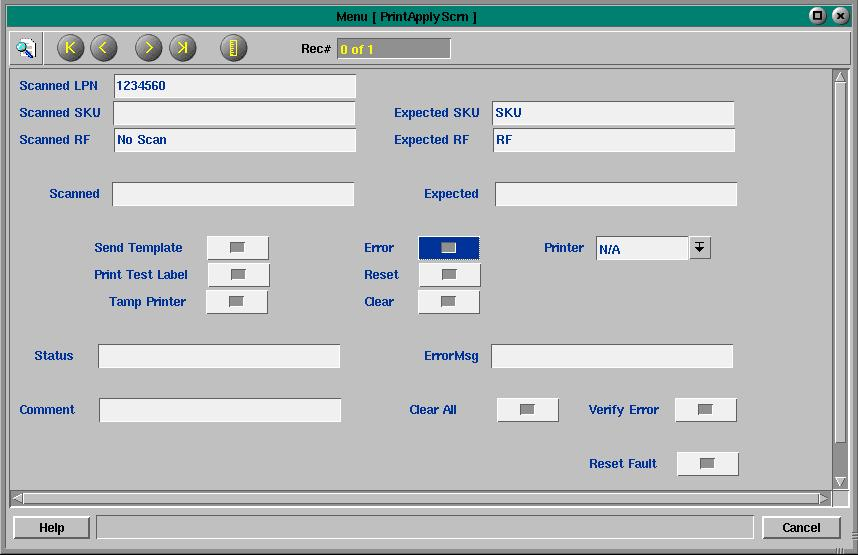 Menu [ PrintApplyScrn ]
Rec# 0 of 1
Scanned LPN 1234560
Scanned SKU Expected SKU SKU
Scanned RF No Scan Expected RF RF
Scanned Expected
Send Template Error Printer N/A
Print Test Label Reset
Tamp Printer Clear
Status ErrorMsg
Comment Clear All Verify Error
Reset Fault
Help Cancel